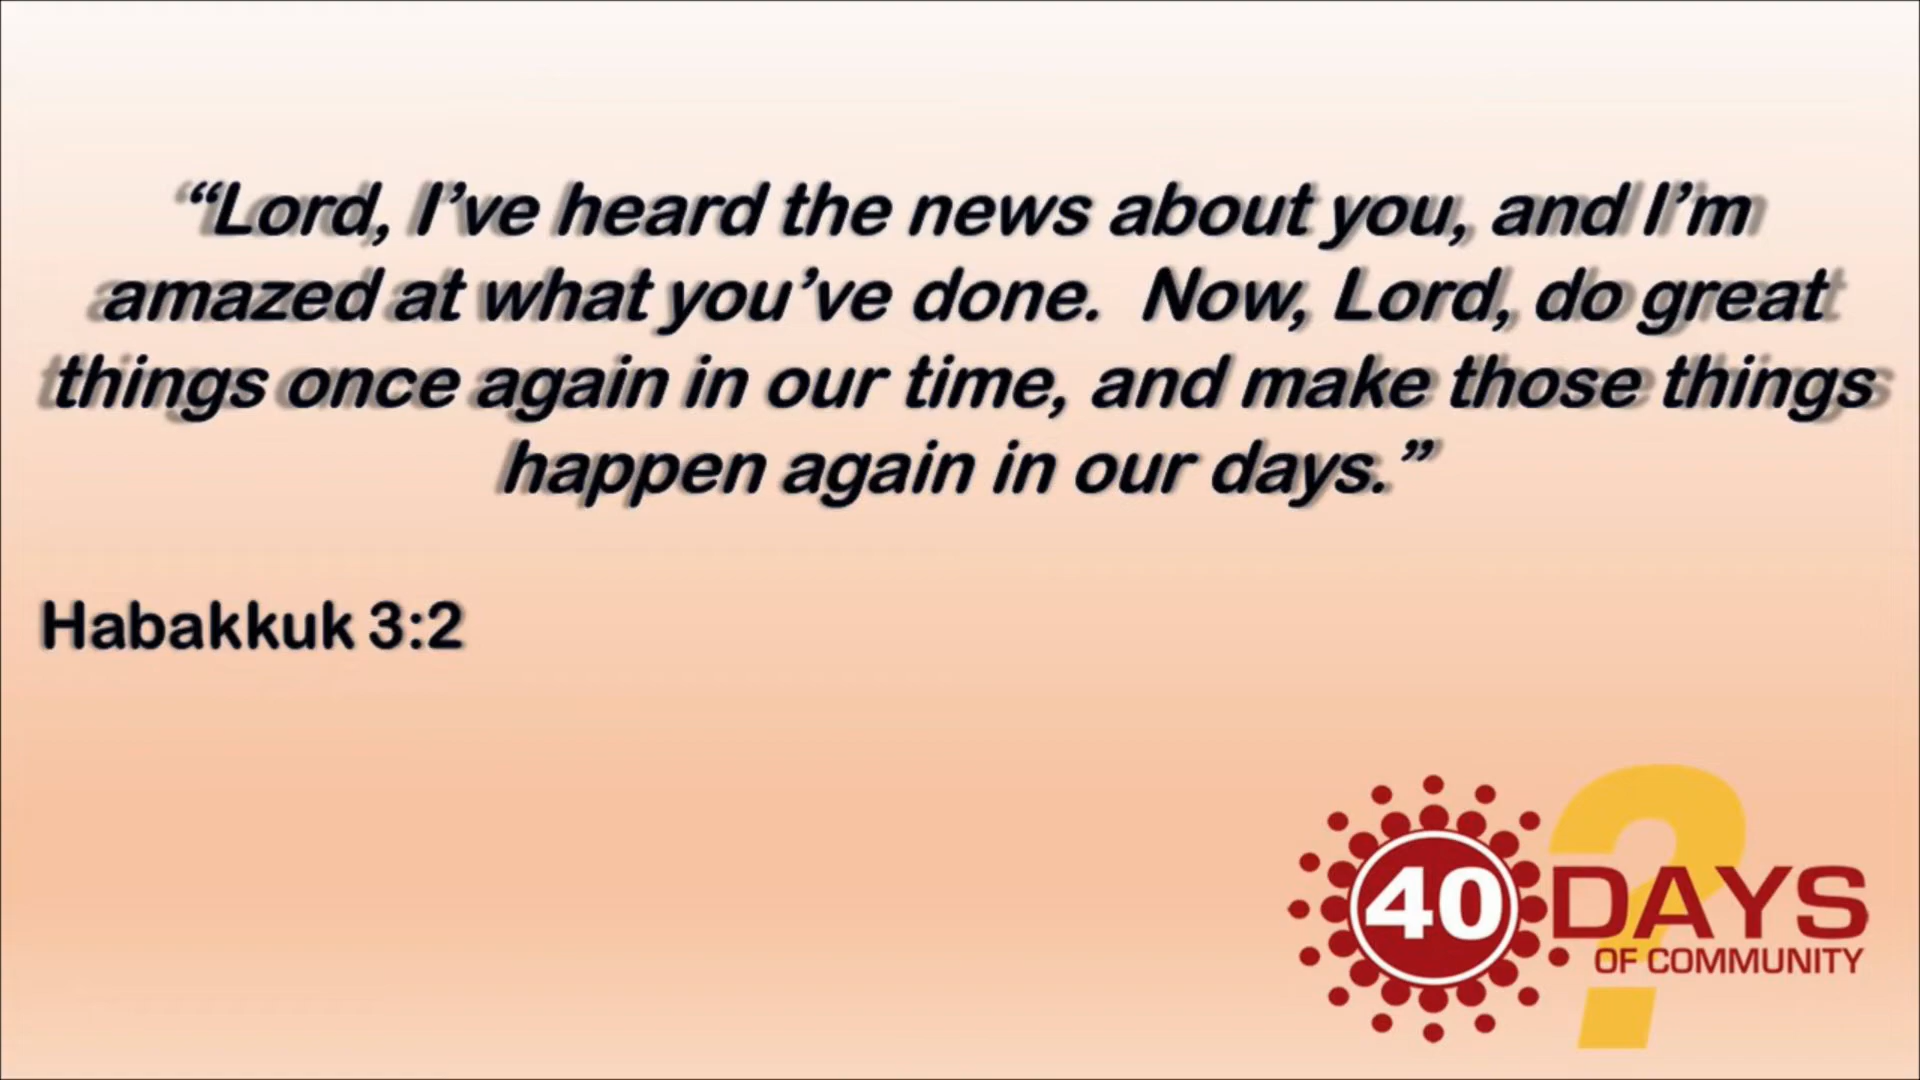 “Lord, I’ve heard the news about you, and I’m
amazed at what you’ve done.  Now, Lord, do great
things once again in our time, and make those things
happen again in our days.”
Habakkuk 3:2
40 DAYS
OF COMMUNITY
?